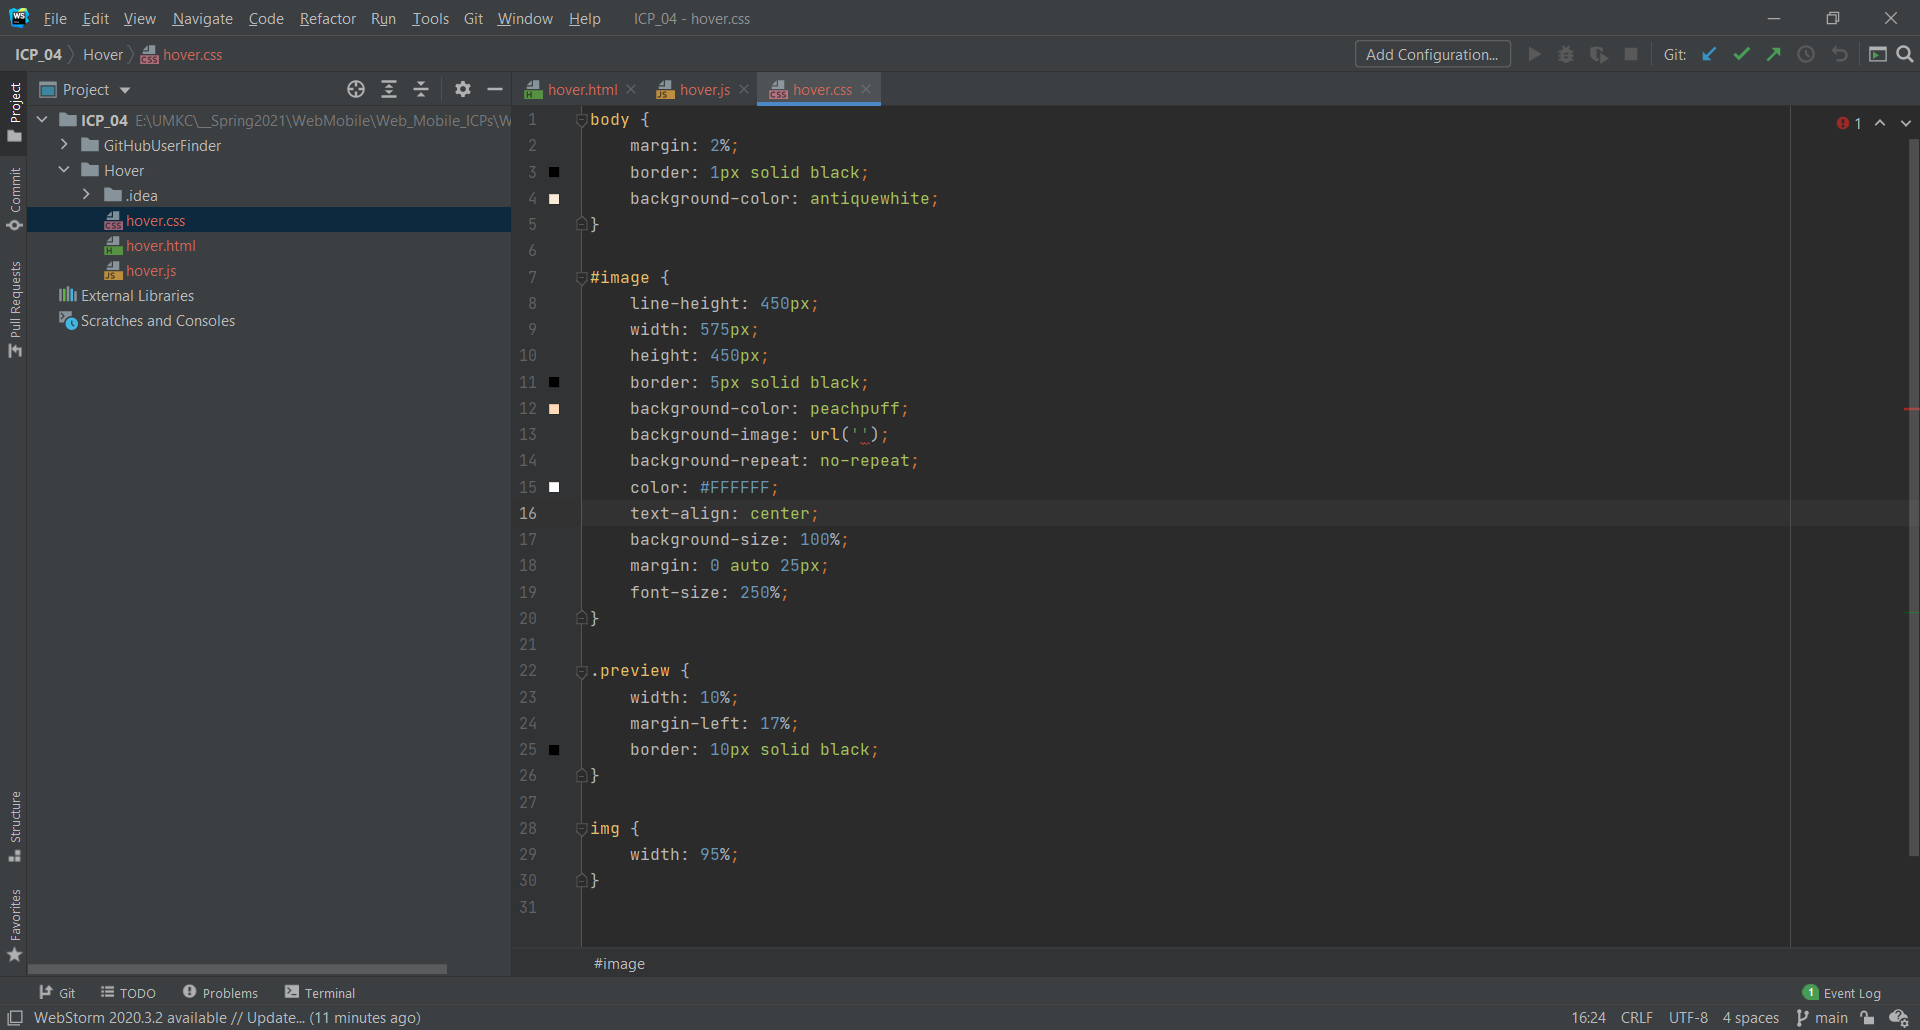 File Edit View Navigate Code Refactor Run Tools Git Window Help ICP_04 - hover.css
ICP_04 Hover hover.css Add Configuration... Git:
Project hover.html hover.js hover.css
ICP_04 E:\UMKC\__Spring2021\WebMobile\Web_Mobile_ICPs\W
GitHubUserFinder
Hover
.idea
hover.css
hover.html
hover.js
External Libraries
Scratches and Consoles
Project
Commit
Pull Requests
Structure
Favorites
1 body {
2 margin: 2%;
3 border: 1px solid black;
4 background-color: antiquewhite;
5 }
6
7 #image {
8 line-height: 450px;
9 width: 575px;
10 height: 450px;
11 border: 5px solid black;
12 background-color: peachpuff;
13 background-image: url('');
14 background-repeat: no-repeat;
15 color: #FFFFFF;
16 text-align: center;
17 background-size: 100%;
18 margin: 0 auto 25px;
19 font-size: 250%;
20 }
21
22 .preview {
23 width: 10%;
24 margin-left: 17%;
25 border: 10px solid black;
26 }
27
28 img {
29 width: 95%;
30 }
31
1
#image
Git TODO Problems Terminal 1 Event Log
WebStorm 2020.3.2 available // Update... (11 minutes ago) 16:24 CRLF UTF-8 4 spaces main